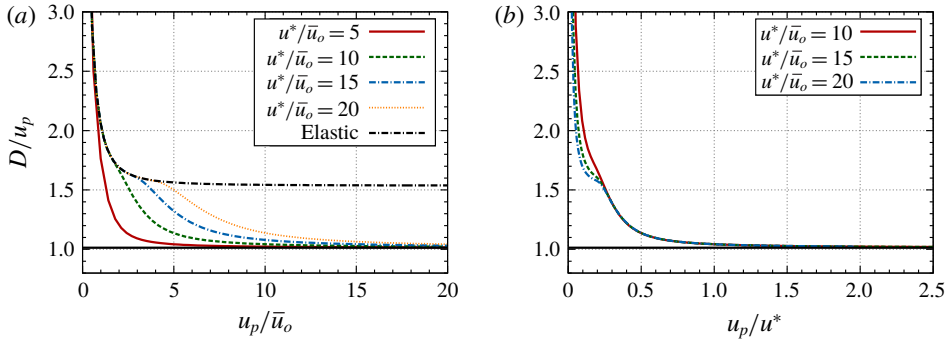 (a)
3.0
2.5
2.0
1.5
1.0
D/u_p
u*/ū_o = 5
u*/ū_o = 10
u*/ū_o = 15
u*/ū_o = 20
Elastic
0 5 10 15 20
u_p/ū_o
(b)
3.0
2.5
2.0
1.5
1.0
u*/ū_o = 10
u*/ū_o = 15
u*/ū_o = 20
0 0.5 1.0 1.5 2.0 2.5
u_p/u*